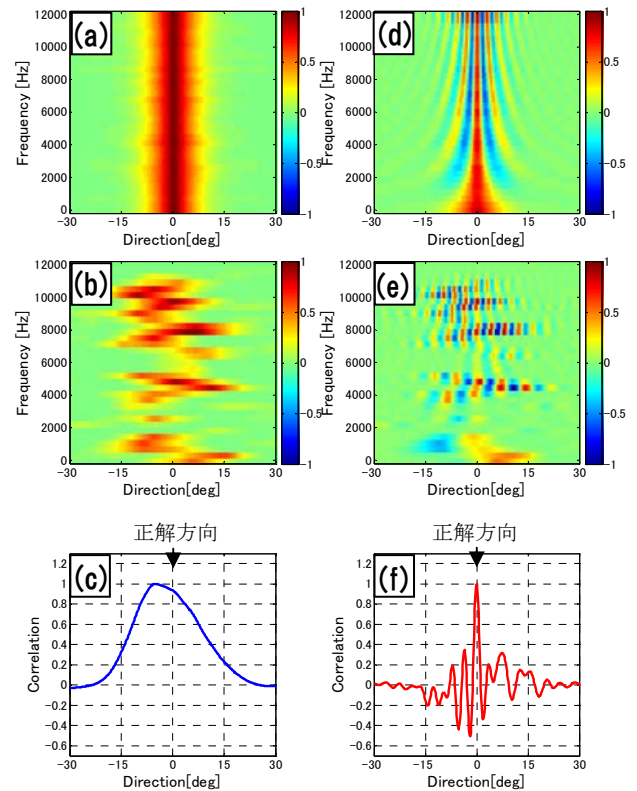 (a)
Frequency [Hz]
12000
10000
8000
6000
4000
2000
0
-30 -15 0 15 30
Direction[deg]
1
0.5
0
-0.5
-1
(d)
Frequency [Hz]
12000
10000
8000
6000
4000
2000
0
-30 -15 0 15 30
Direction[deg]
1
0.5
0
-0.5
-1
(b)
Frequency [Hz]
12000
10000
8000
6000
4000
2000
0
-30 -15 0 15 30
Direction[deg]
1
0.5
0
-0.5
-1
(e)
Frequency [Hz]
12000
10000
8000
6000
4000
2000
0
-30 -15 0 15 30
Direction[deg]
1
0.5
0
-0.5
-1
正解方向
(c)
Correlation
1.2
1
0.8
0.6
0.4
0.2
0
-0.2
-0.4
-0.6
-30 -15 0 15 30
Direction[deg]
正解方向
(f)
Correlation
1.2
1
0.8
0.6
0.4
0.2
0
-0.2
-0.4
-0.6
-30 -15 0 15 30
Direction[deg]